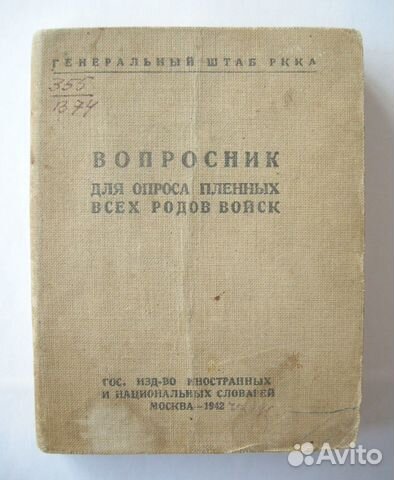 ГЕНЕРАЛЬНЫЙ ШТАБ РККА
355
В 74
ВОПРОСНИК
ДЛЯ ОПРОСА ПЛЕННЫХ
ВСЕХ РОДОВ ВОЙСК
ГОС. ИЗД-ВО ИНОСТРАННЫХ
И НАЦИОНАЛЬНЫХ СЛОВАРЕЙ
МОСКВА—1942
Avito